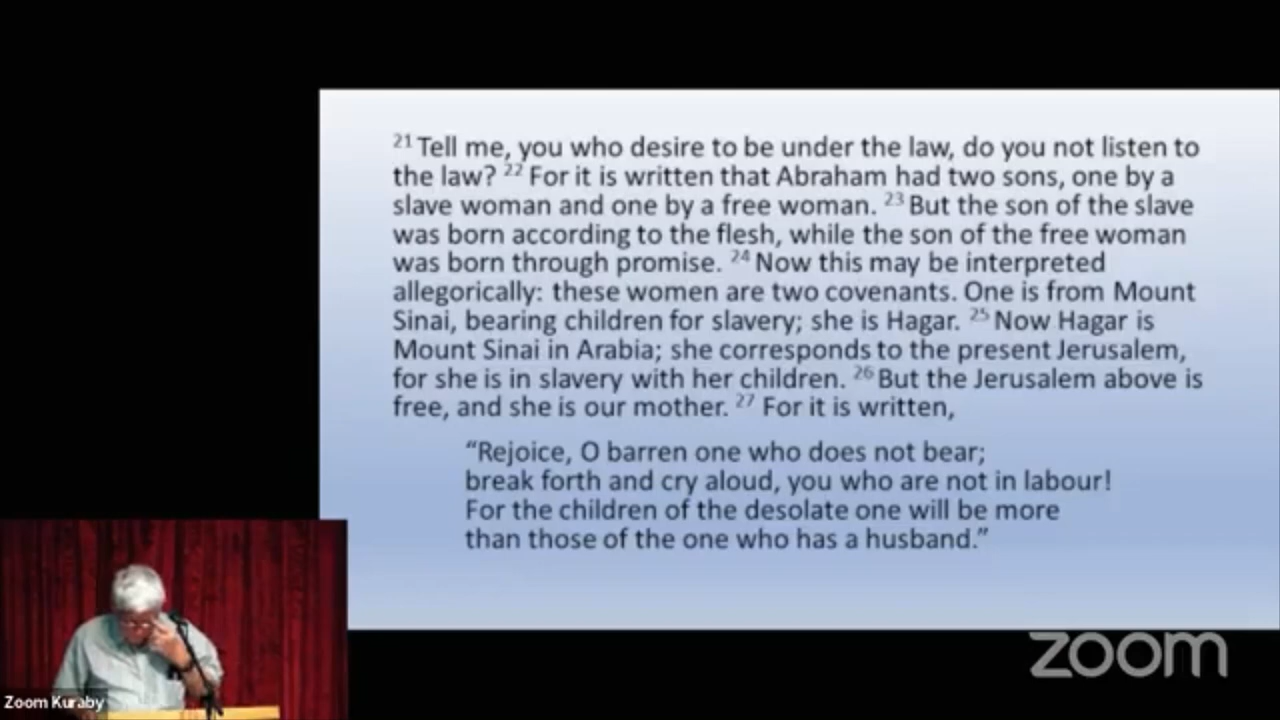 ²¹ Tell me, you who desire to be under the law, do you not listen to
the law? ²² For it is written that Abraham had two sons, one by a
slave woman and one by a free woman. ²³ But the son of the slave
was born according to the flesh, while the son of the free woman
was born through promise. ²⁴ Now this may be interpreted
allegorically: these women are two covenants. One is from Mount
Sinai, bearing children for slavery; she is Hagar. ²⁵ Now Hagar is
Mount Sinai in Arabia; she corresponds to the present Jerusalem,
for she is in slavery with her children. ²⁶ But the Jerusalem above is
free, and she is our mother. ²⁷ For it is written,
“Rejoice, O barren one who does not bear;
break forth and cry aloud, you who are not in labour!
For the children of the desolate one will be more
than those of the one who has a husband.”
Zoom Kuraby
zoom